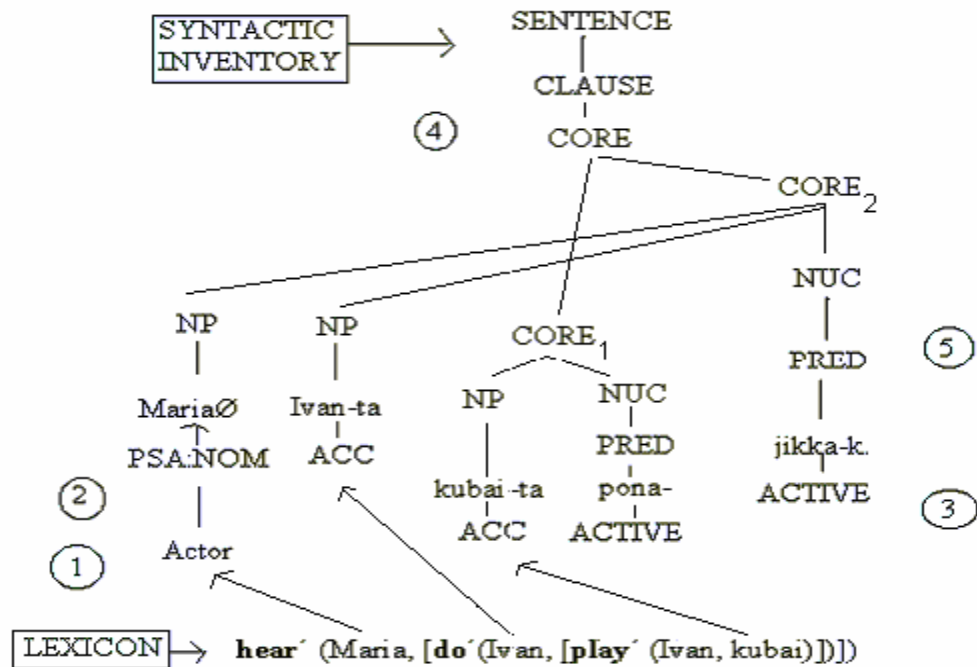 SYNTACTIC
INVENTORY
SENTENCE
CLAUSE
4
CORE
CORE2
NUC
NP
NP
CORE1
5
PRED
NP
NUC
MariaØ
Ivan-ta
PSA:NOM
ACC
PRED
jikka-k.
2
kubai-ta
pona-
ACTIVE
3
ACC
ACTIVE
1
Actor
LEXICON
hear´ (Maria, [do´(Ivan, [play´ (Ivan, kubai)])])